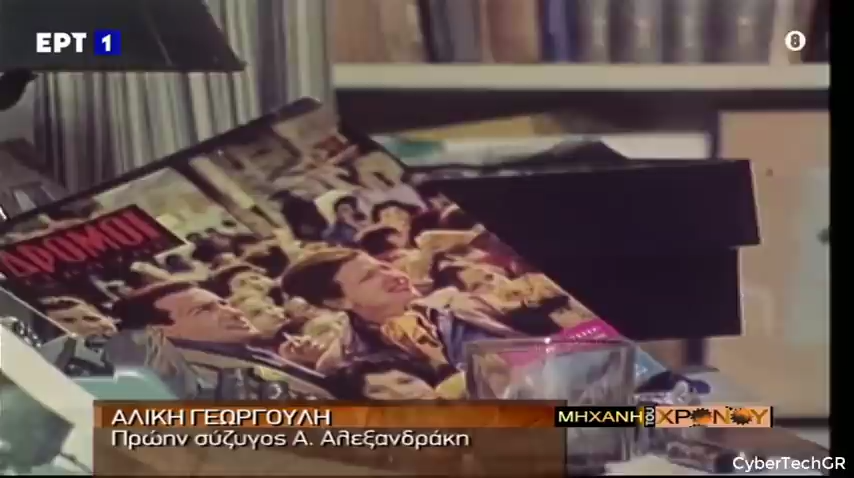 ΕΡΤ 1
8
ΔΡΟΜΟΙ
ΑΛΙΚΗ ΓΕΩΡΓΟΥΛΗ
Πρώην σύζυγος Α. Αλεξανδράκη
ΜΗΧΑΝΗ ΤΟΥ ΧΡΟΝΟΥ
CyberTechGR